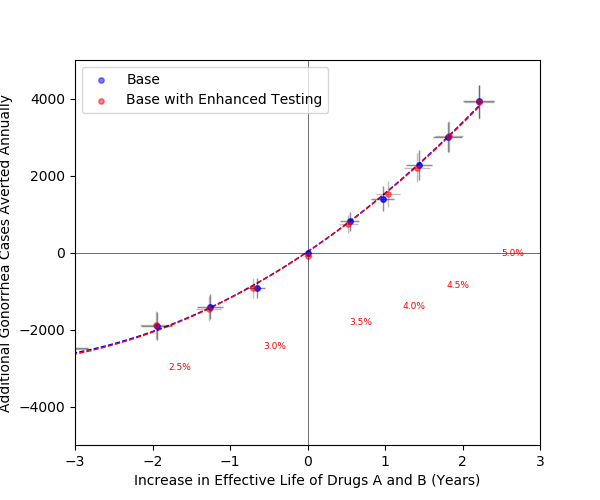 Base
Base with Enhanced Testing
Additional Gonorrhea Cases Averted Annually
4000
2000
0
−2000
−4000
5.0%
4.5%
4.0%
3.5%
3.0%
2.5%
−3 −2 −1 0 1 2 3
Increase in Effective Life of Drugs A and B (Years)